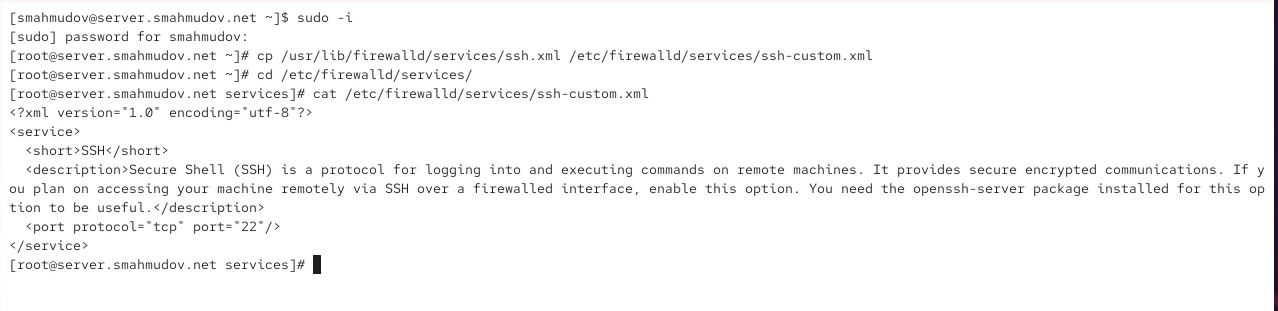 [smahmudov@server.smahmudov.net ~]$ sudo -i
[sudo] password for smahmudov:
[root@server.smahmudov.net ~]# cp /usr/lib/firewalld/services/ssh.xml /etc/firewalld/services/ssh-custom.xml
[root@server.smahmudov.net ~]# cd /etc/firewalld/services/
[root@server.smahmudov.net services]# cat /etc/firewalld/services/ssh-custom.xml
<?xml version="1.0" encoding="utf-8"?>
<service>
  <short>SSH</short>
  <description>Secure Shell (SSH) is a protocol for logging into and executing commands on remote machines. It provides secure encrypted communications. If y
ou plan on accessing your machine remotely via SSH over a firewalled interface, enable this option. You need the openssh-server package installed for this op
tion to be useful.</description>
  <port protocol="tcp" port="22"/>
</service>
[root@server.smahmudov.net services]#